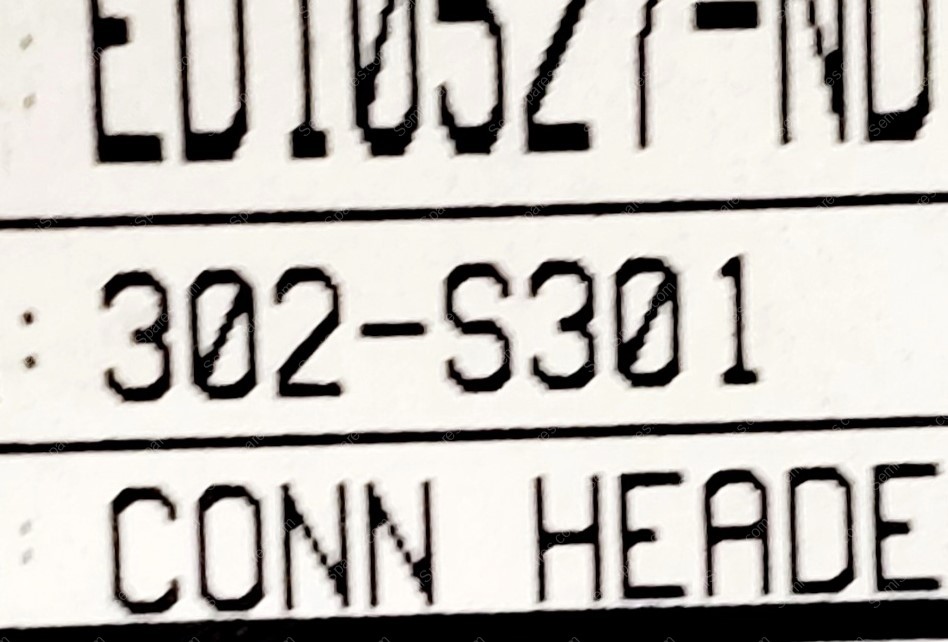 ED10527-ND
: 302-S301
: CONN HEADE